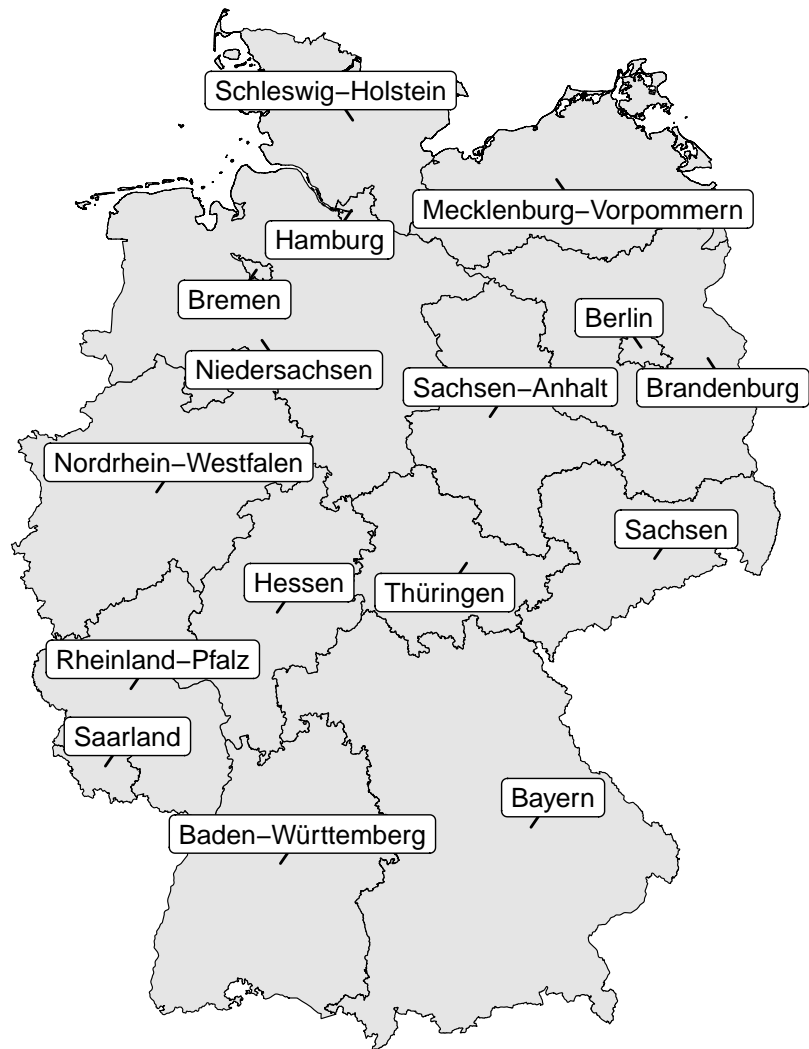 Schleswig−Holstein
Mecklenburg−Vorpommern
Hamburg
Bremen
Berlin
Niedersachsen
Sachsen−Anhalt
Brandenburg
Nordrhein−Westfalen
Sachsen
Hessen
Thüringen
Rheinland−Pfalz
Saarland
Bayern
Baden−Württemberg